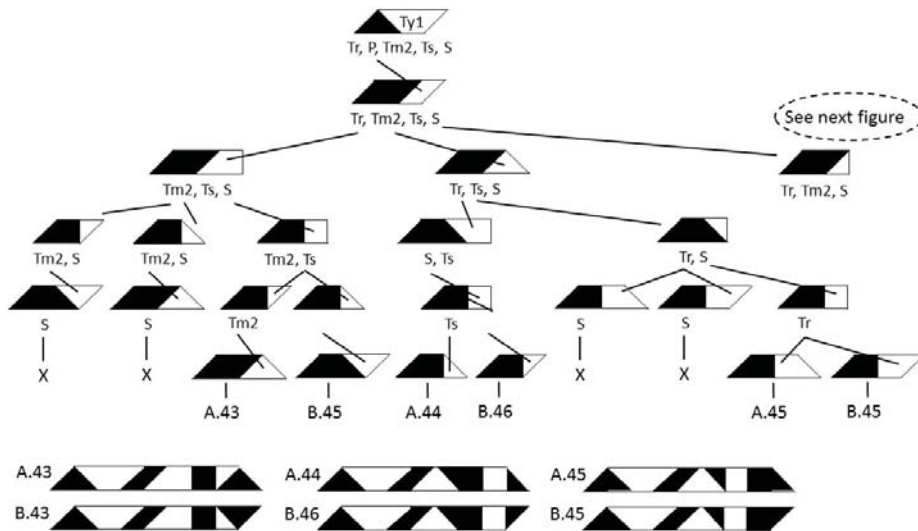 Ty1
Tr, P, Tm2, Ts, S
Tr, Tm2, Ts, S
See next figure
Tm2, Ts, S
Tr, Ts, S
Tr, Tm2, S
Tm2, S
Tm2, S
Tm2, Ts
S, Ts
Tr, S
S
S
Tm2
Ts
S
S
Tr
X
X
A.43
B.45
A.44
B.46
X
X
A.45
B.45
A.43
A.44
A.45
B.43
B.46
B.45